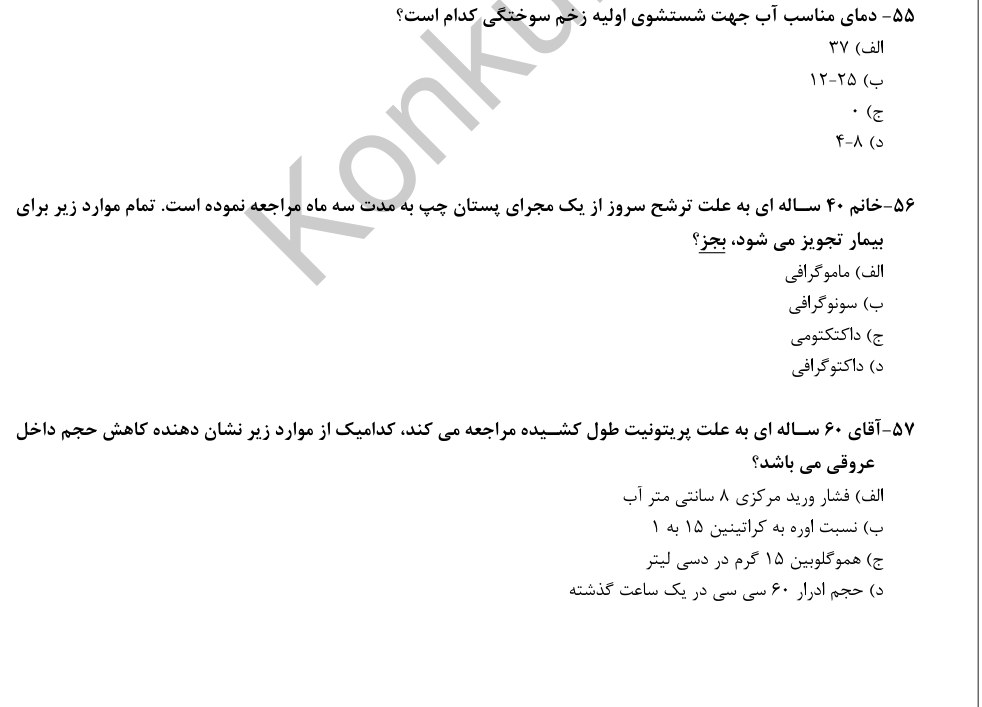 ۵۵- دمای مناسب آب جهت شستشوی اولیه زخم سوختگی کدام است؟
الف) ۳۷
ب) ۲۵-۱۲
ج) ۰
د) ۸-۴
۵۶-خانم ۴۰ ساله ای به علت ترشح سروز از یک مجرای پستان چپ به مدت سه ماه مراجعه نموده است. تمام موارد زیر برای
بیمار تجویز می شود، بجز؟
الف) ماموگرافی
ب) سونوگرافی
ج) داکتکتومی
د) داکتوگرافی
۵۷-آقای ۶۰ ساله ای به علت پریتونیت طول کشیده مراجعه می کند، کدامیک از موارد زیر نشان دهنده کاهش حجم داخل
عروقی می باشد؟
الف) فشار ورید مرکزی ۸ سانتی متر آب
ب) نسبت اوره به کراتینین ۱۵ به ۱
ج) هموگلوبین ۱۵ گرم در دسی لیتر
د) حجم ادرار ۶۰ سی سی در یک ساعت گذشته
Konku